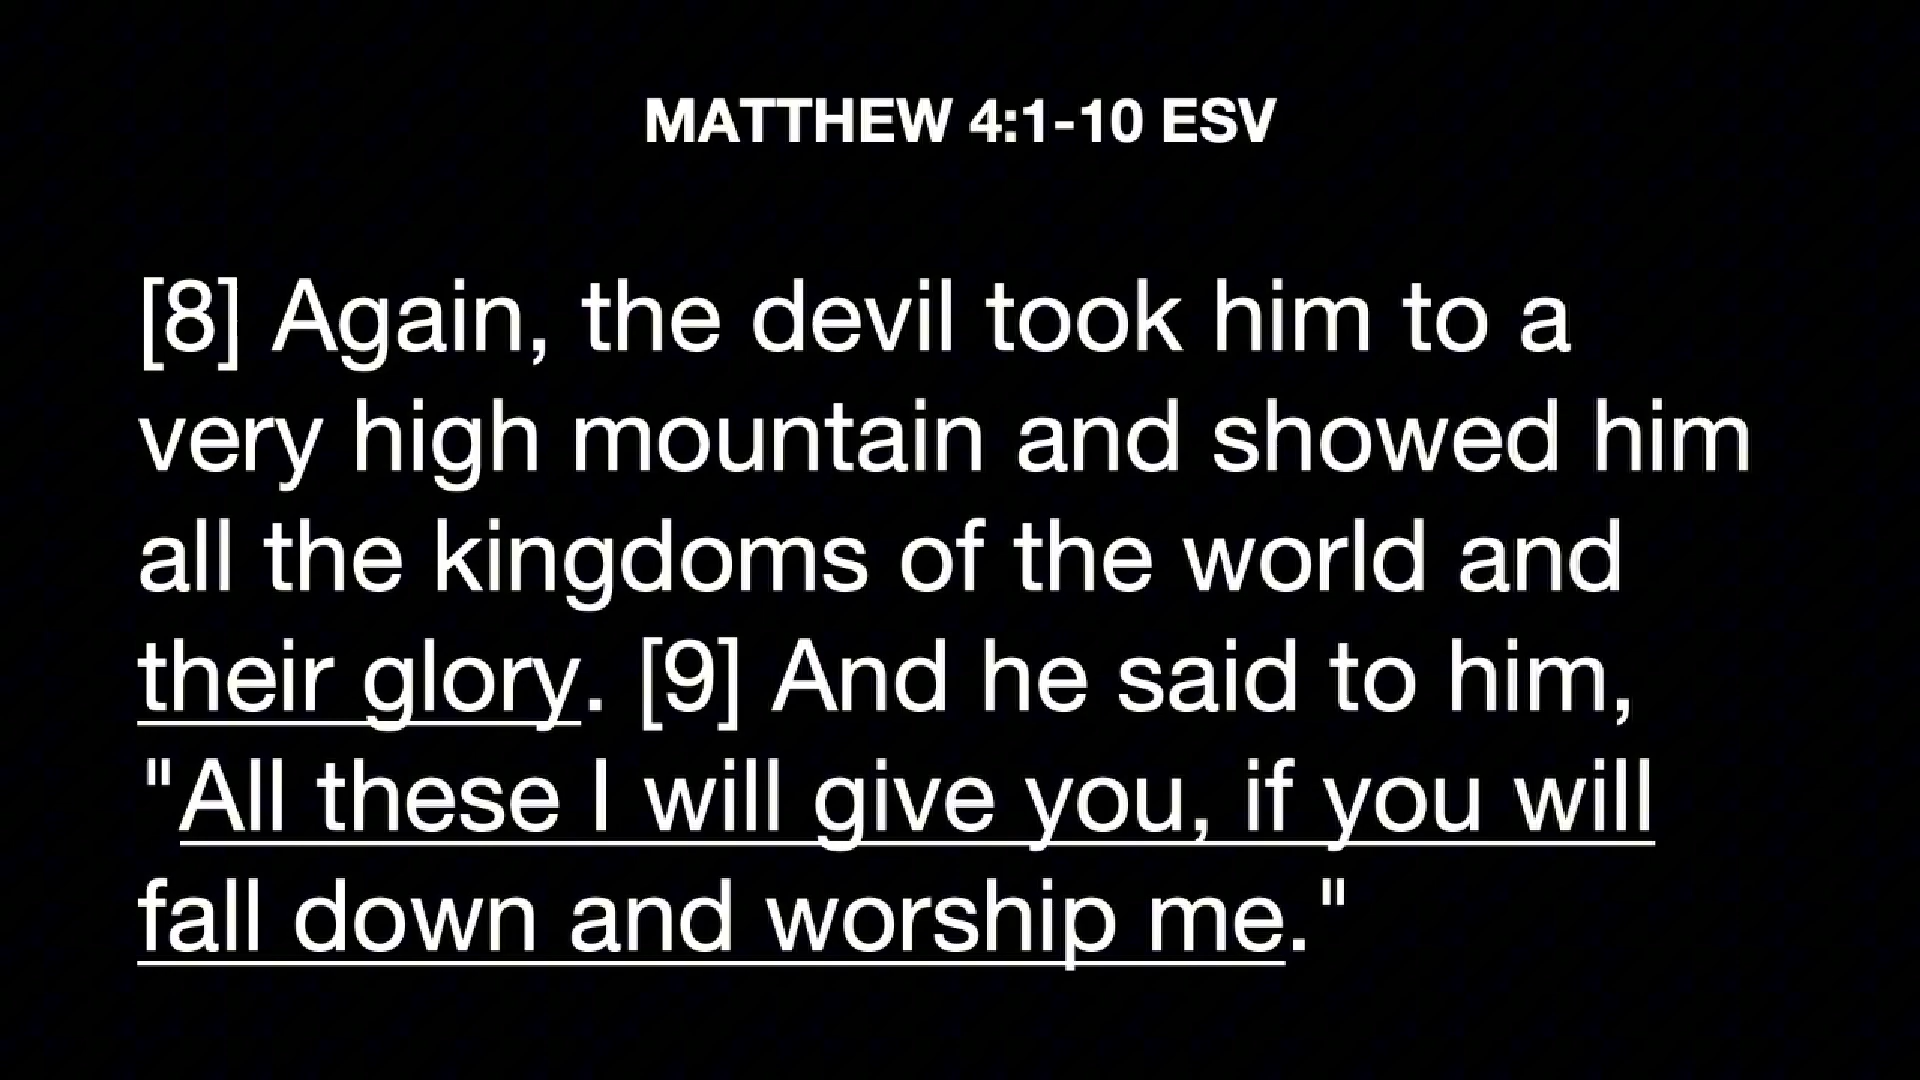 MATTHEW 4:1-10 ESV
[8] Again, the devil took him to a
very high mountain and showed him
all the kingdoms of the world and
their glory. [9] And he said to him,
"All these I will give you, if you will
fall down and worship me."